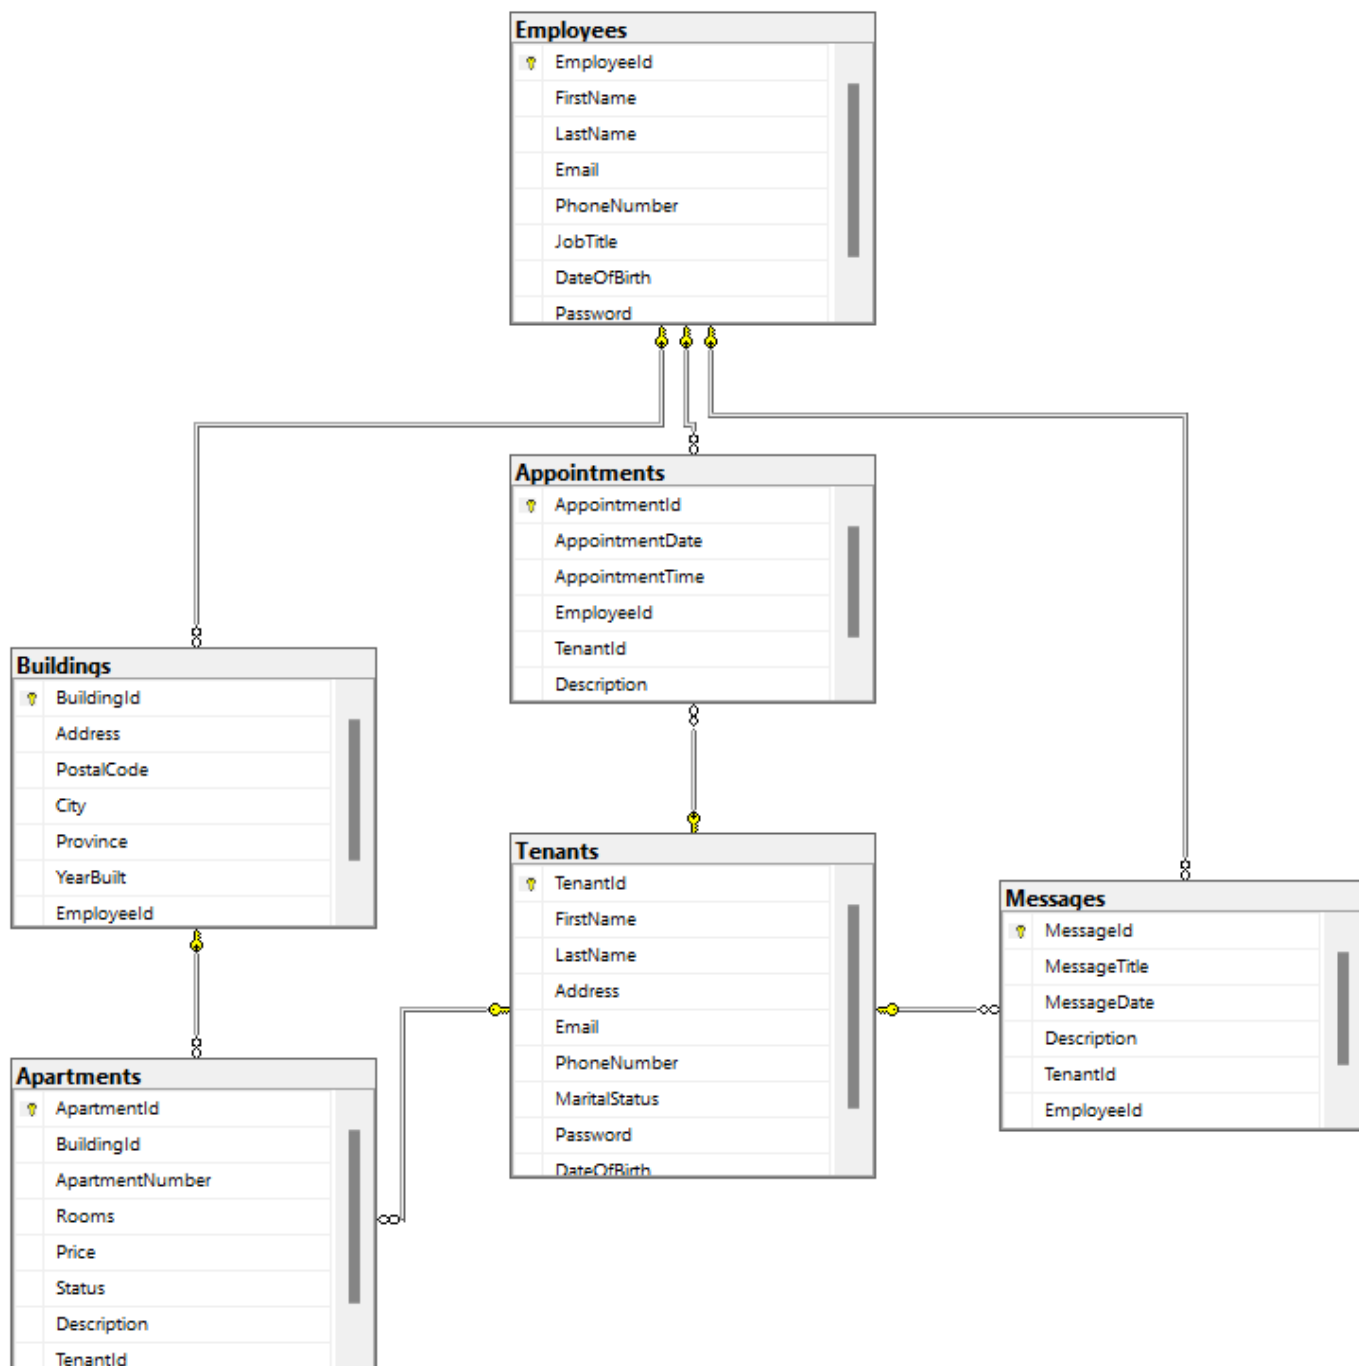 Employees
EmployeeId
FirstName
LastName
Email
PhoneNumber
JobTitle
DateOfBirth
Password
Appointments
AppointmentId
AppointmentDate
AppointmentTime
EmployeeId
TenantId
Description
Buildings
BuildingId
Address
PostalCode
City
Province
YearBuilt
EmployeeId
Tenants
TenantId
FirstName
LastName
Address
Email
PhoneNumber
MaritalStatus
Password
DateOfBirth
Messages
MessageId
MessageTitle
MessageDate
Description
TenantId
EmployeeId
Apartments
ApartmentId
BuildingId
ApartmentNumber
Rooms
Price
Status
Description
TenantId